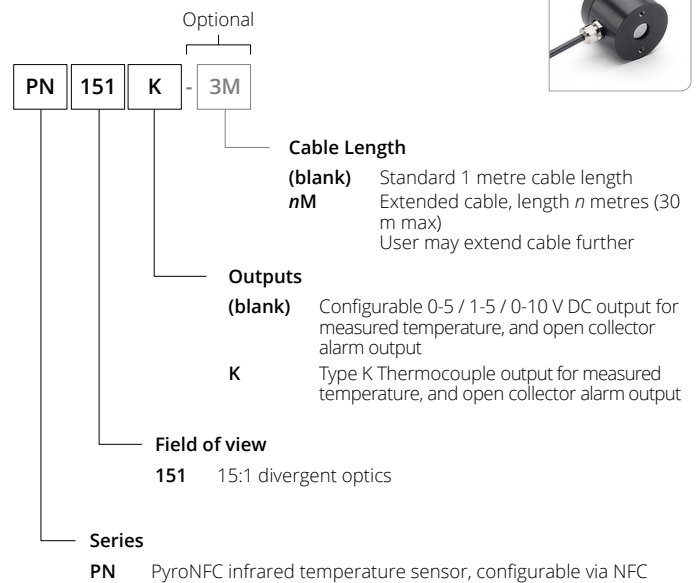 Optional
PN 151 K - 3M
Cable Length
(blank) Standard 1 metre cable length
nM Extended cable, length n metres (30
m max)
User may extend cable further
Outputs
(blank) Configurable 0-5 / 1-5 / 0-10 V DC output for
measured temperature, and open collector
alarm output
K Type K Thermocouple output for measured
temperature, and open collector alarm output
Field of view
151 15:1 divergent optics
Series
PN PyroNFC infrared temperature sensor, configurable via NFC